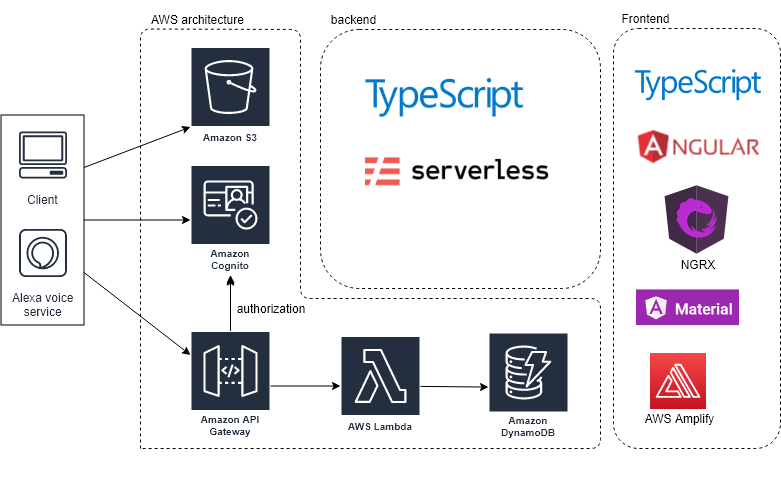 AWS architecture
backend
Frontend
Amazon S3
TypeScript
TypeScript
serverless
ANGULAR
Client
Amazon
Cognito
NGRX
Alexa voice
service
authorization
Material
</>
Amazon API
Gateway
AWS Lambda
Amazon
DynamoDB
AWS Amplify